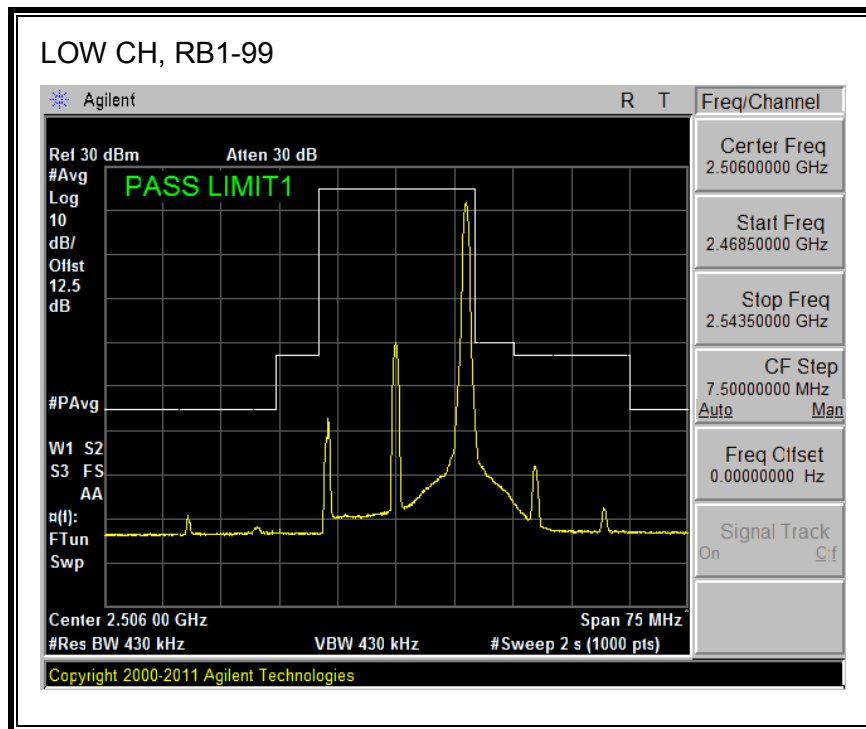 LOW CH, RB1-99
Agilent R T Freq/Channel
Ref 30 dBm Atten 30 dB
#Avg
Log
10
dB/
Offst
12.5
dB
PASS LIMIT1
#PAvg
W1 S2
S3 FS
AA
¤(f):
FTun
Swp
Center 2.506 00 GHz Span 75 MHz
#Res BW 430 kHz VBW 430 kHz #Sweep 2 s (1000 pts)
Copyright 2000-2011 Agilent Technologies
Center Freq
2.50600000 GHz
Start Freq
2.46850000 GHz
Stop Freq
2.54350000 GHz
CF Step
7.50000000 MHz
Auto Man
Freq Offset
0.00000000 Hz
Signal Track
On Off